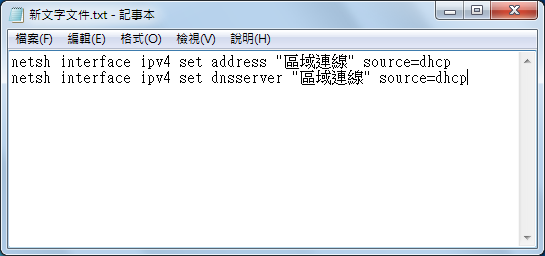 新文字文件.txt - 記事本
檔案(F) 編輯(E) 格式(O) 檢視(V) 說明(H)
netsh interface ipv4 set address "區域連線" source=dhcp
netsh interface ipv4 set dnsserver "區域連線" source=dhcp